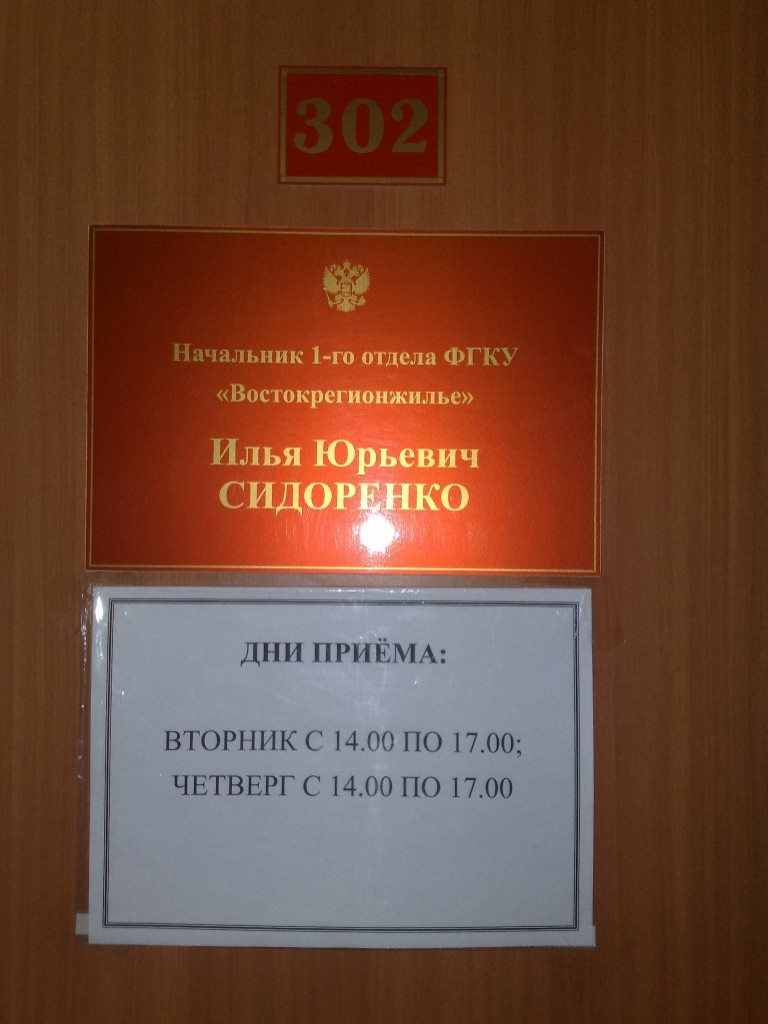 302
Начальник 1-го отдела ФГКУ
«Востокрегионжилье»
Илья Юрьевич
СИДОРЕНКО
ДНИ ПРИЁМА:
ВТОРНИК С 14.00 ПО 17.00;
ЧЕТВЕРГ С 14.00 ПО 17.00